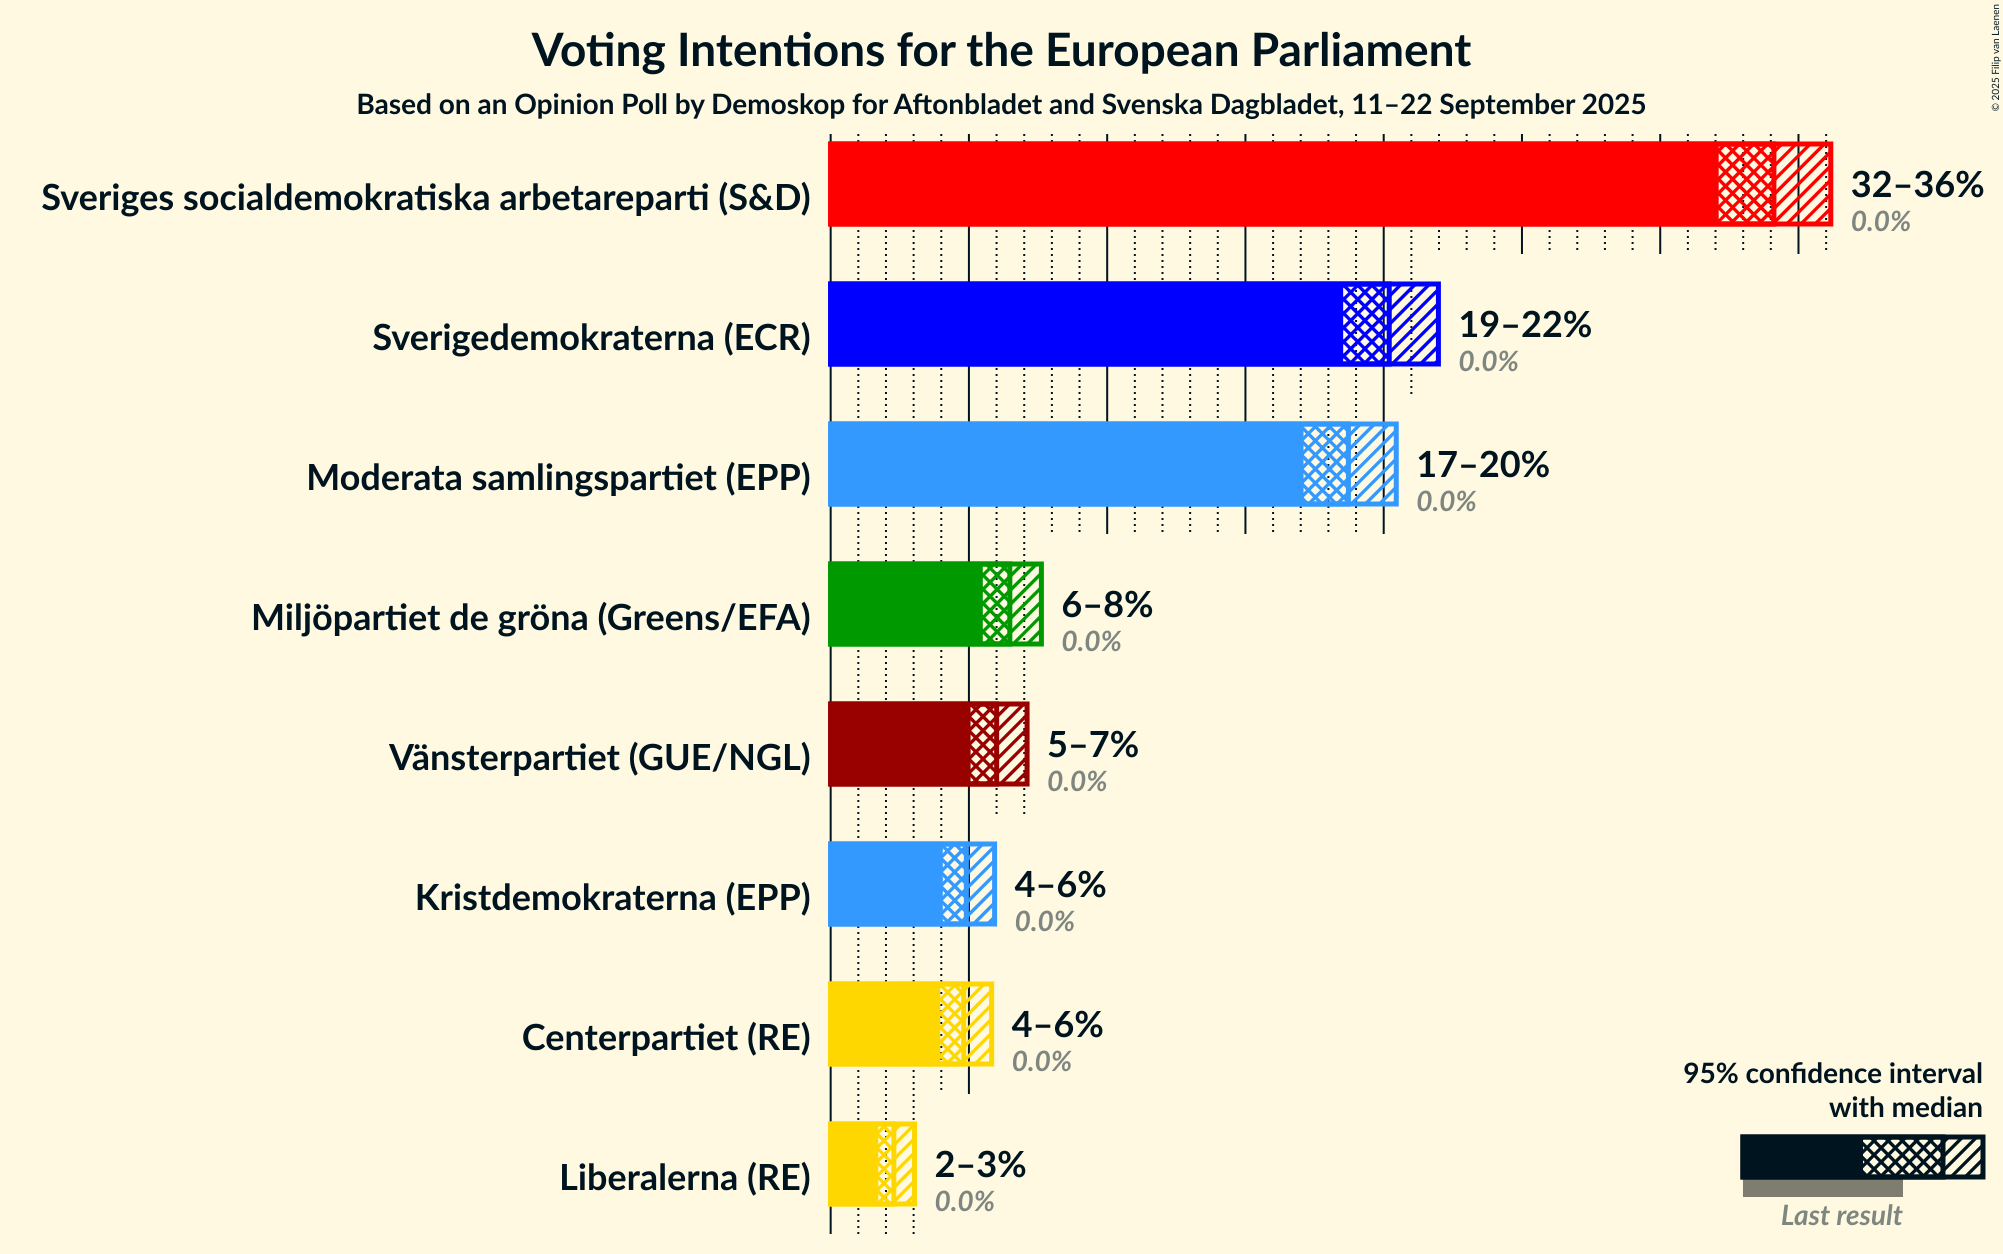 Voting Intentions for the European Parliament
Based on an Opinion Poll by Demoskop for Aftonbladet and Svenska Dagbladet, 11–22 September 2025
© 2025 Filip van Laenen
Sveriges socialdemokratiska arbetareparti (S&D)
32–36%
0.0%
Sverigedemokraterna (ECR)
19–22%
0.0%
Moderata samlingspartiet (EPP)
17–20%
0.0%
Miljöpartiet de gröna (Greens/EFA)
6–8%
0.0%
Vänsterpartiet (GUE/NGL)
5–7%
0.0%
Kristdemokraterna (EPP)
4–6%
0.0%
Centerpartiet (RE)
4–6%
0.0%
Liberalerna (RE)
2–3%
0.0%
95% confidence interval
with median
Last result